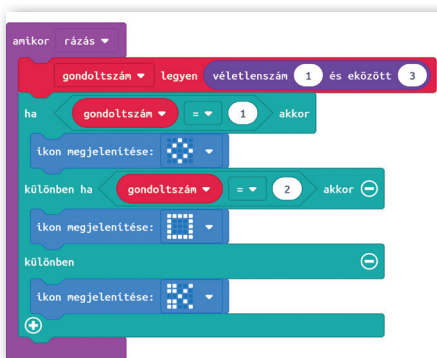 amikor rázás
gondoltszám legyen véletlenszám 1 és eközött 3
ha gondoltszám = 1 akkor
ikon megjelenítése:
különben ha gondoltszám = 2 akkor
ikon megjelenítése:
különben
ikon megjelenítése: